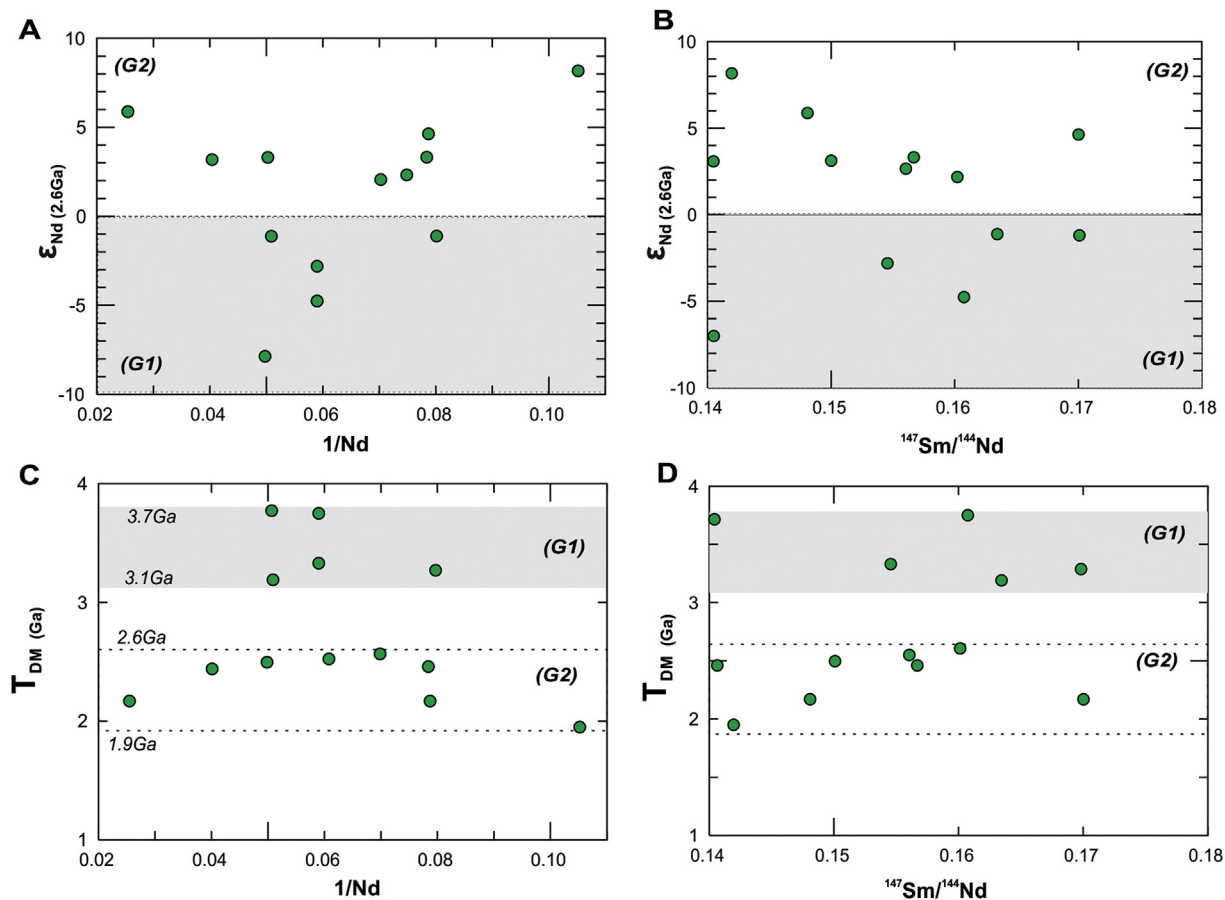 A
10
5
0
-5
-10
εNd (2.6Ga)
(G2)
(G1)
0.02 0.04 0.06 0.08 0.10
1/Nd
B
10
5
0
-5
-10
εNd (2.6Ga)
(G2)
(G1)
0.14 0.15 0.16 0.17 0.18
147Sm/144Nd
C
4
3
2
1
TDM (Ga)
3.7Ga
(G1)
3.1Ga
2.6Ga
(G2)
1.9Ga
0.02 0.04 0.06 0.08 0.10
1/Nd
D
4
3
2
1
TDM (Ga)
(G1)
(G2)
0.14 0.15 0.16 0.17 0.18
147Sm/144Nd